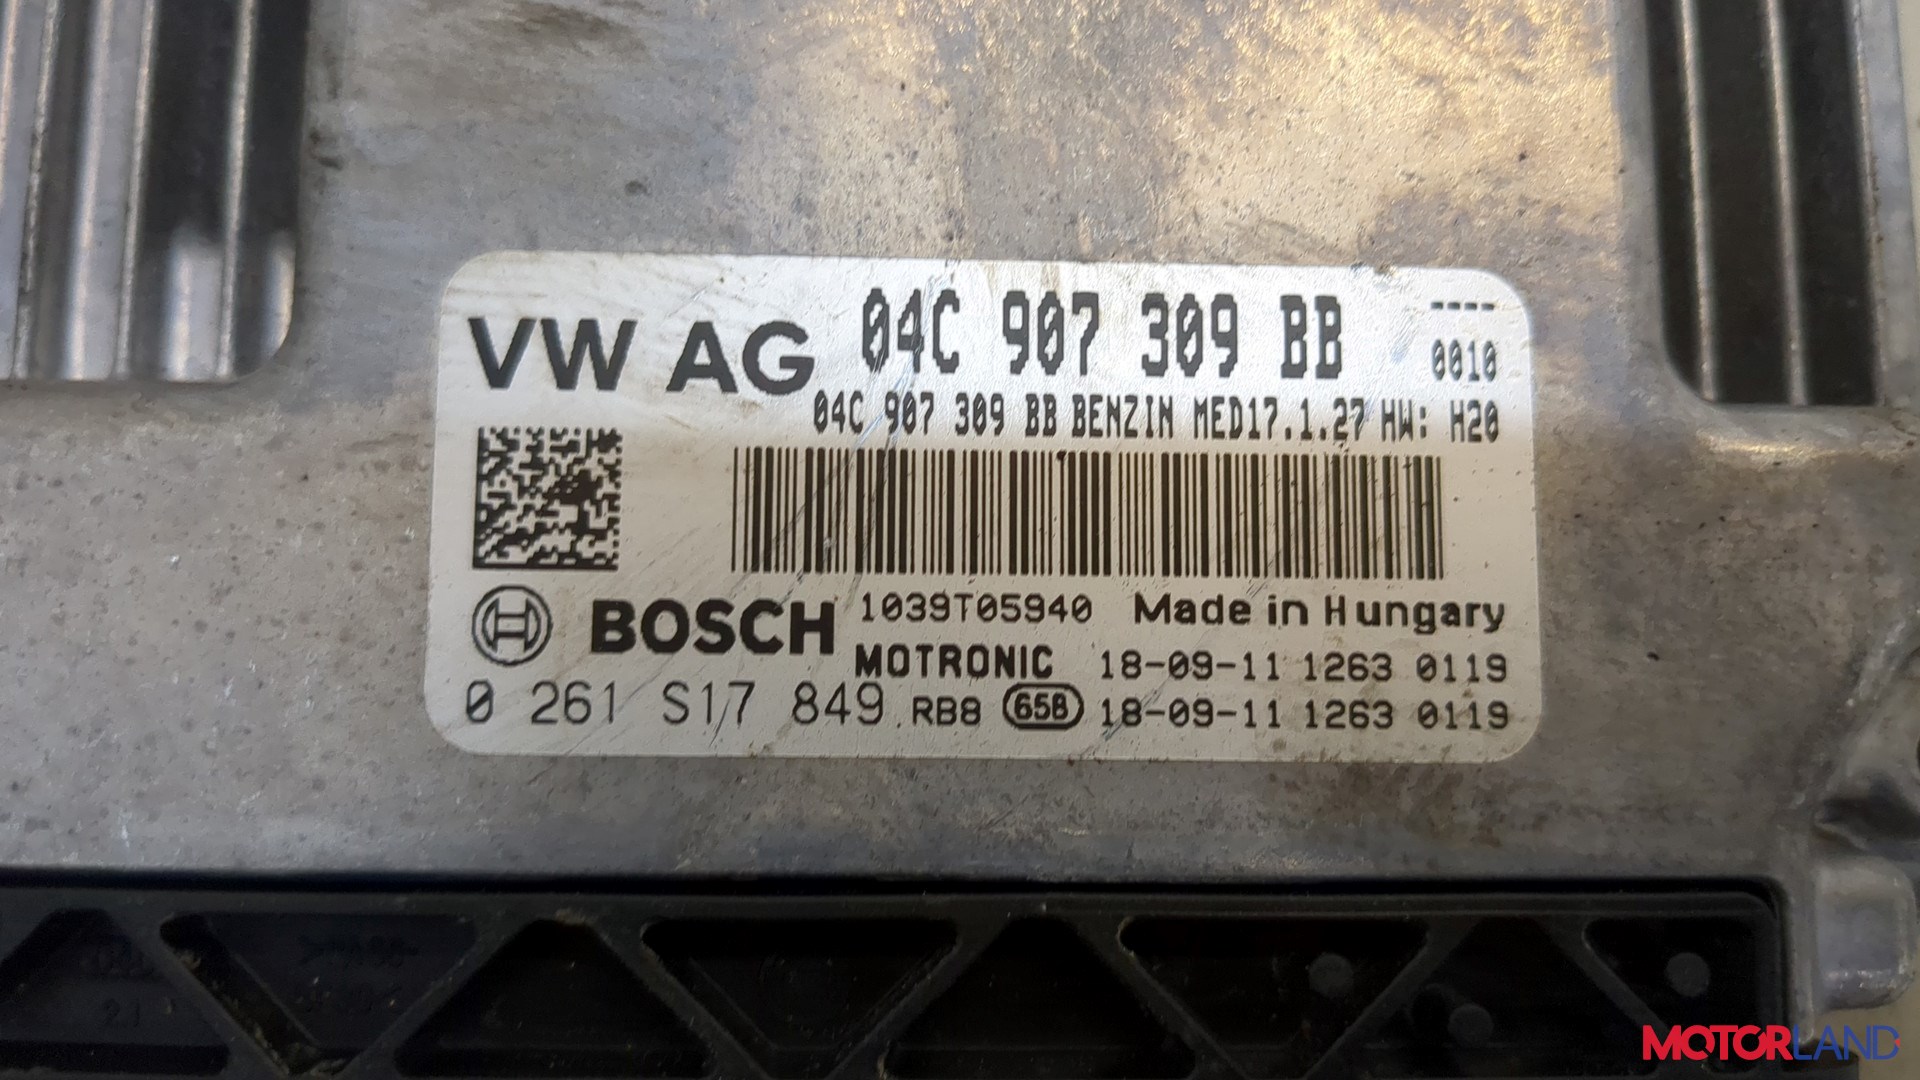 VW AG 04C 907 309 BB ----
0010
04C 907 309 BB BENZIN MED17.1.27 HW: H20
BOSCH 1039T05940 Made in Hungary
MOTRONIC 18-09-11 1263 0119
0 261 S17 849 RB8 65B 18-09-11 1263 0119
MOTORLAND